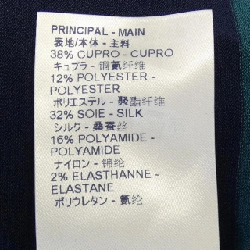 PRINCIPAL - MAIN
表地/本体 - 主料
38% CUPRO - CUPRO
キュプラ - 銅氨纤维
12% POLYESTER -
POLYESTER
ポリエステル - 聚酯纤维
32% SOIE - SILK
シルク - 桑蚕丝
16% POLYAMIDE -
POLYAMIDE
ナイロン - 锦纶
2% ELASTHANNE -
ELASTANE
ポリウレタン - 氨纶